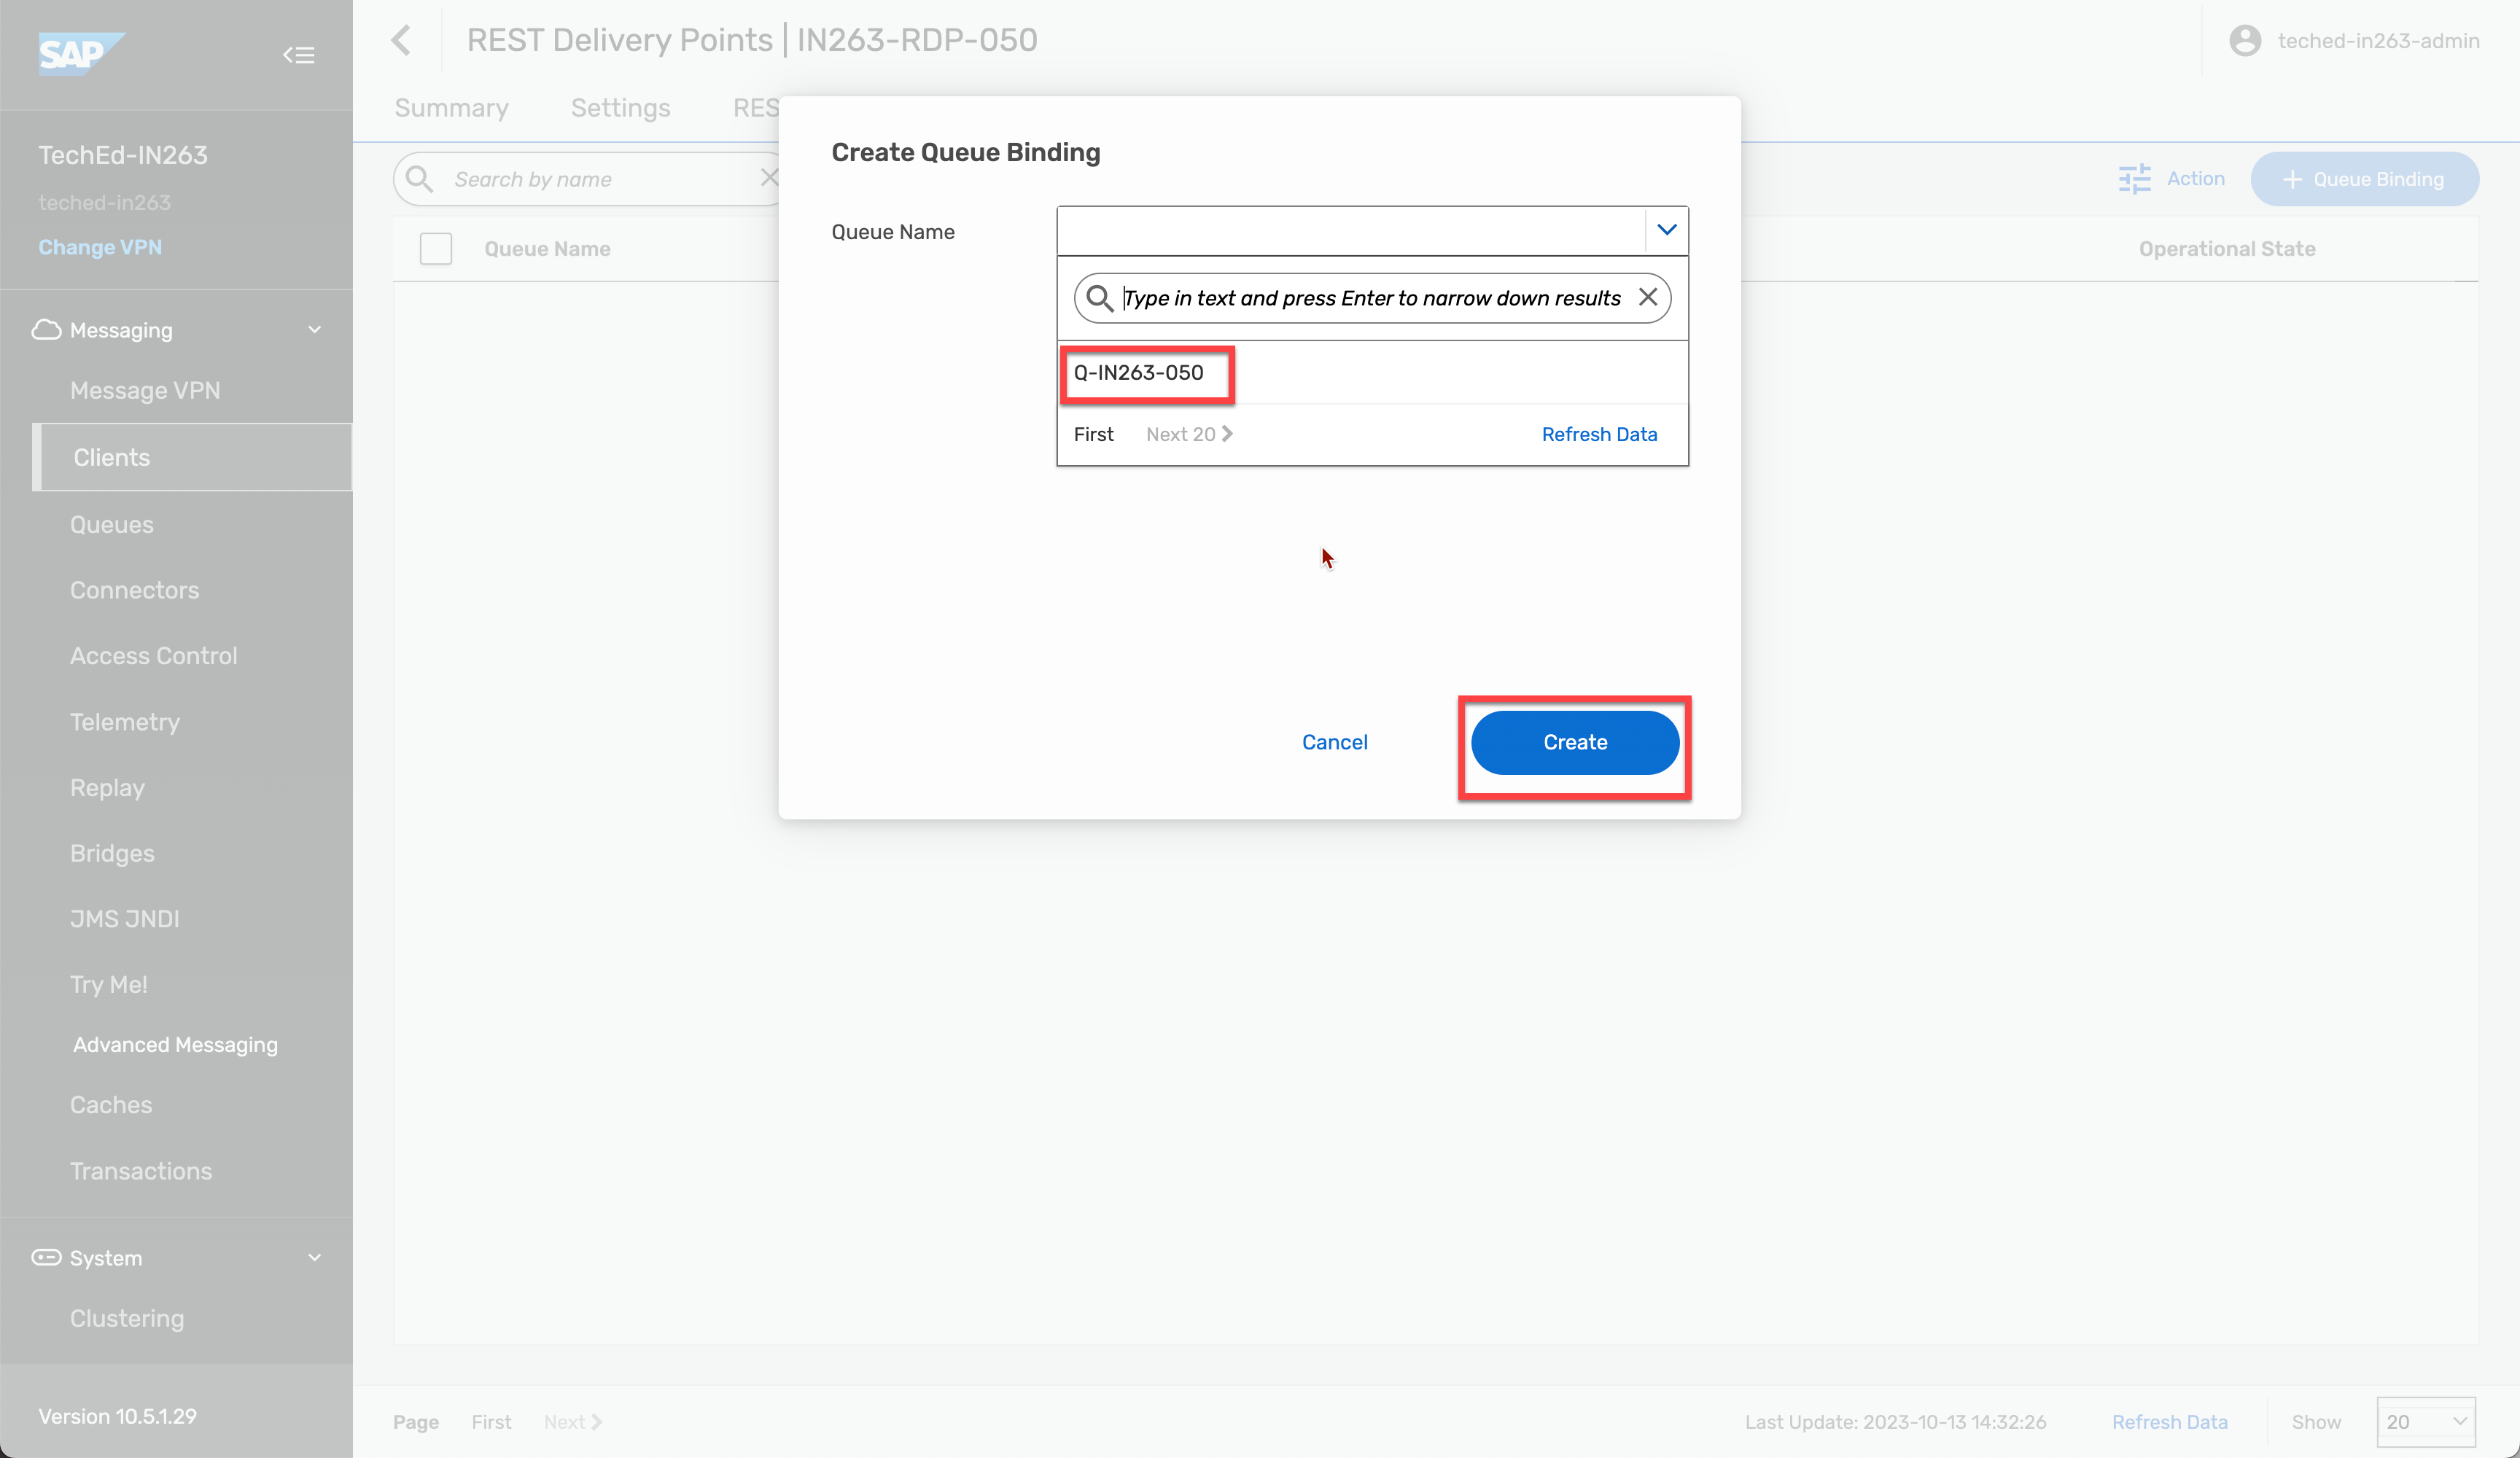 SAP
REST Delivery Points | IN263-RDP-050
teched-in263-admin
TechEd-IN263
teched-in263
Change VPN
Messaging
Message VPN
Clients
Queues
Connectors
Access Control
Telemetry
Replay
Bridges
JMS JNDI
Try Me!
Advanced Messaging
Caches
Transactions
System
Clustering
Version 10.5.1.29
Summary Settings RES
Search by name
Action
Queue Binding
Queue Name
Operational State
Create Queue Binding
Queue Name
Type in text and press Enter to narrow down results
Q-IN263-050
First Next 20
Refresh Data
Cancel
Create
Page First Next
Last Update: 2023-10-13 14:32:26
Refresh Data
Show 20